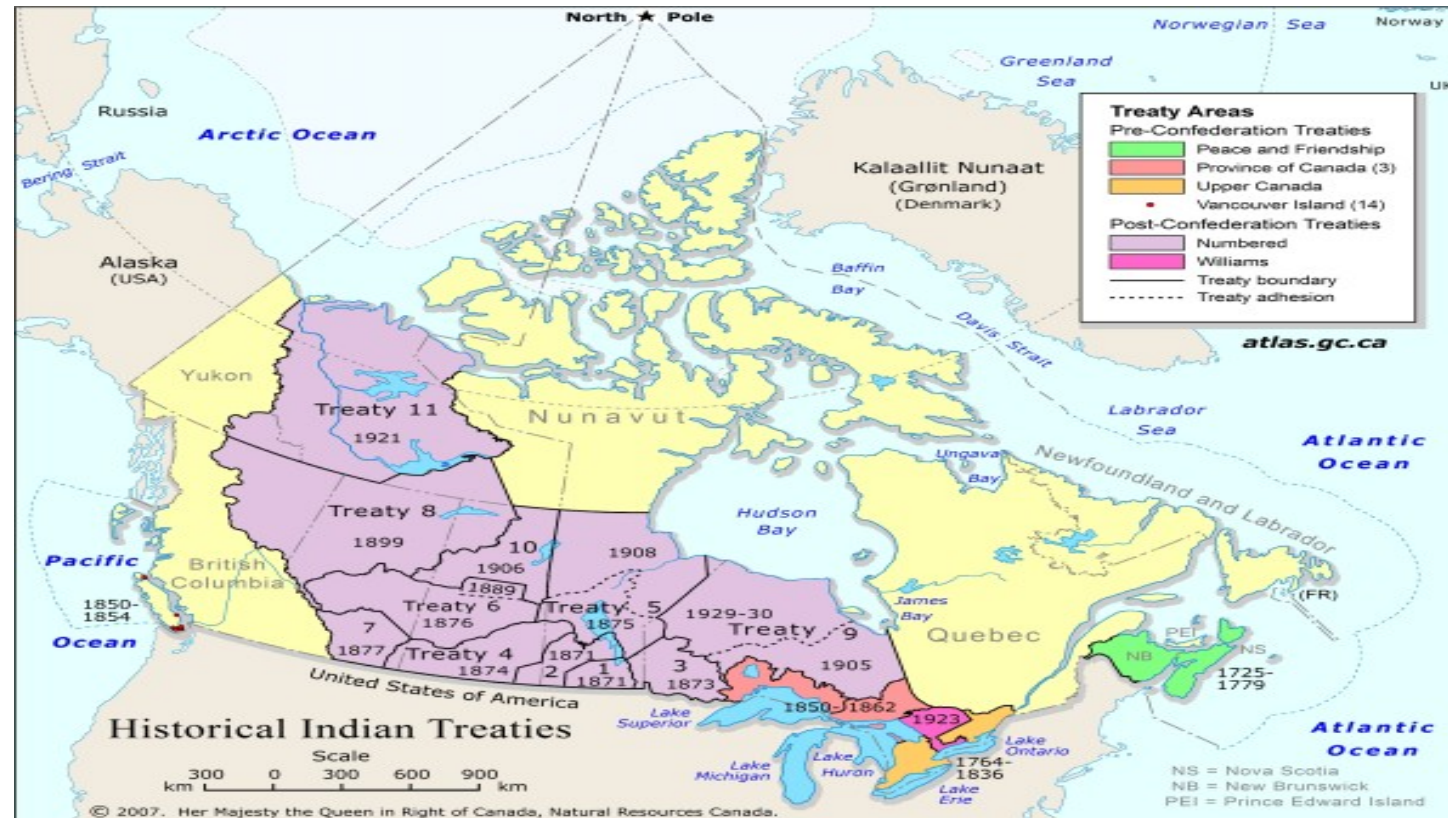 North ★ Pole
Norwegian Sea
Norway
Greenland
Sea
UK
Russia
Arctic Ocean
Bering Strait
Kalaallit Nunaat
(Grønland)
(Denmark)
Treaty Areas
Pre-Confederation Treaties
Peace and Friendship
Province of Canada (3)
Upper Canada
Vancouver Island (14)
Post-Confederation Treaties
Numbered
Williams
Treaty boundary
Treaty adhesion
atlas.gc.ca
Alaska
(USA)
Baffin
Bay
Davis Strait
Labrador
Sea
Atlantic
Ocean
Yukon
Treaty 11
1921
Nunavut
Ungava
Bay
Newfoundland and Labrador
Hudson
Bay
Treaty 8
1899
10
1906
1908
1889
Pacific
Ocean
British
Columbia
1850-
1854
Treaty 6
1876
Treaty 5
1875
1929-30
Treaty 9
1905
James
Bay
Quebec
(FR)
PEI
NB
NS
1725-
1779
7
1877
Treaty 4
1874
1871
2
1
1871
3
1873
United States of America
1850-1862
1923
Lake
Superior
Lake
Michigan
Lake
Huron
Lake
Ontario
1764-
1836
Lake
Erie
Atlantic
Ocean
Historical Indian Treaties
Scale
300 0 300 600 900
km km
NS = Nova Scotia
NB = New Brunswick
PEI = Prince Edward Island
© 2007. Her Majesty the Queen in Right of Canada, Natural Resources Canada.